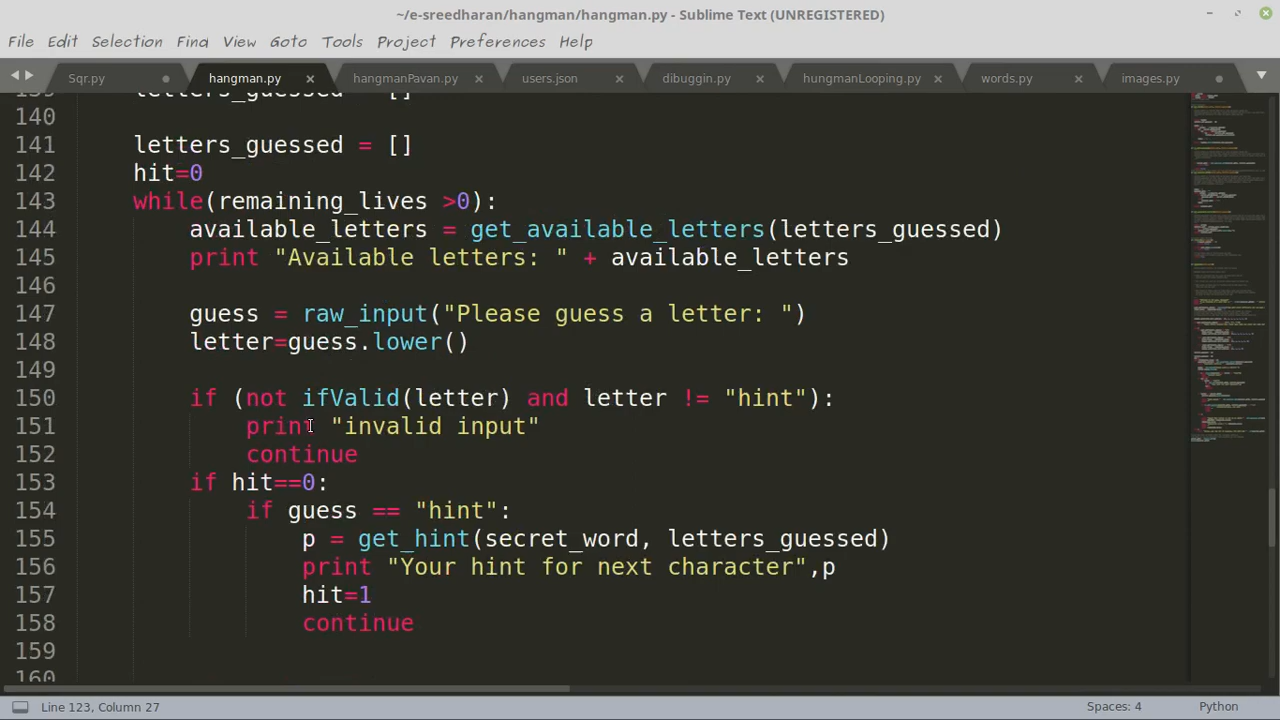 ~/e-sreedharan/hangman/hangman.py - Sublime Text (UNREGISTERED)
File Edit Selection Find View Goto Tools Project Preferences Help
Sqr.py hangman.py hangmanPavan.py users.json dibuggin.py hungmanLooping.py words.py images.py
139 letters_guessed = []
140
141 letters_guessed = []
142 hit=0
143 while(remaining_lives >0):
144 available_letters = get_available_letters(letters_guessed)
145 print "Available letters: " + available_letters
146
147 guess = raw_input("Please guess a letter: ")
148 letter=guess.lower()
149
150 if (not ifValid(letter) and letter != "hint"):
151 print "invalid input"
152 continue
153 if hit==0:
154 if guess == "hint":
155 p = get_hint(secret_word, letters_guessed)
156 print "Your hint for next character",p
157 hit=1
158 continue
159
160
Line 123, Column 27 Spaces: 4 Python